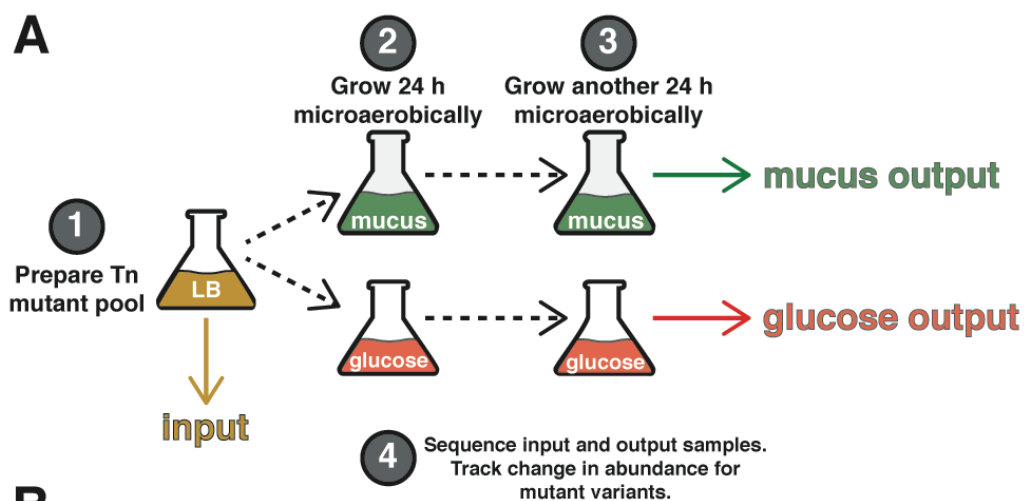 A
1
Prepare Tn
mutant pool
LB
input
2
Grow 24 h
microaerobically
mucus
glucose
3
Grow another 24 h
microaerobically
mucus
glucose
mucus output
glucose output
4
Sequence input and output samples.
Track change in abundance for
mutant variants.